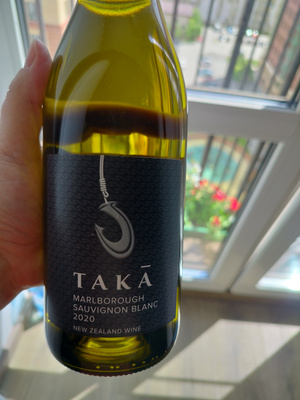 TAKĀ
MARLBOROUGH
SAUVIGNON BLANC
2020
NEW ZEALAND WINE